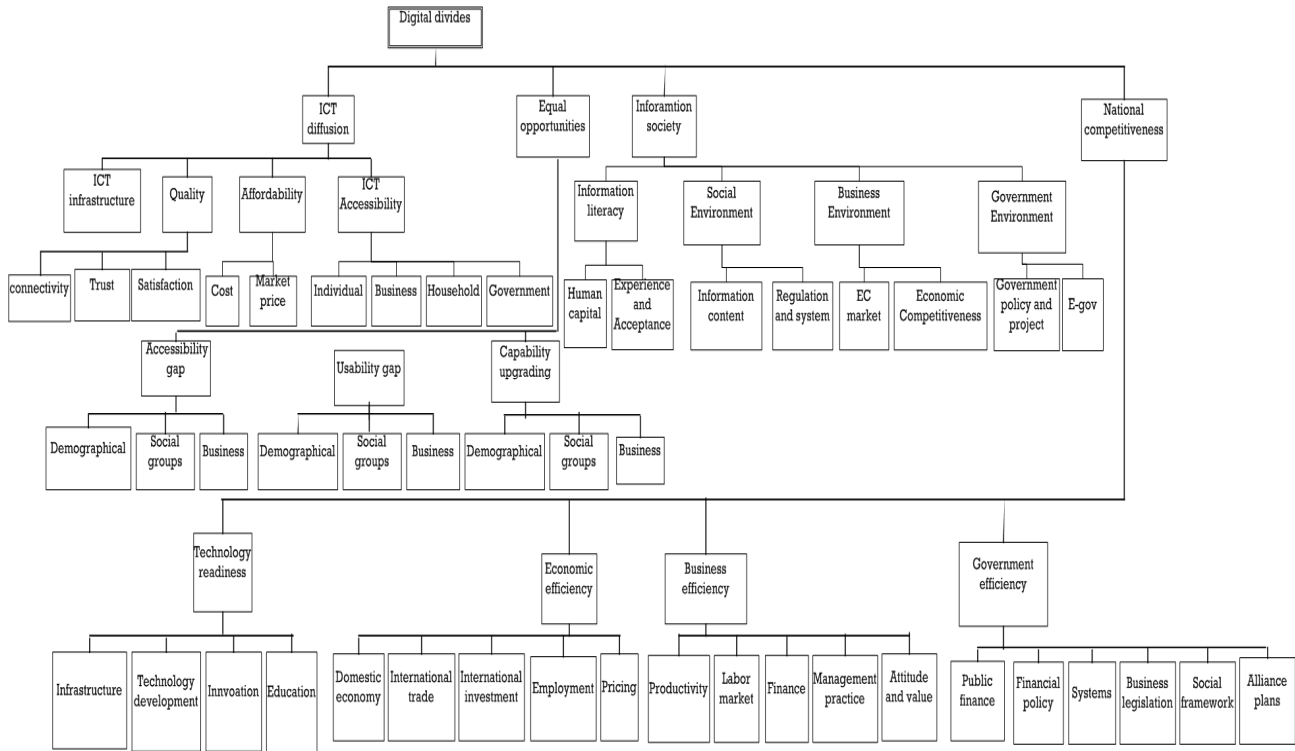 Digital divides
ICT
diffusion
Equal
opportunities
Inforamtion
society
National
competitiveness
ICT
infrastructure
Quality
Affordability
ICT
Accessibility
Information
literacy
Social
Environment
Business
Environment
Government
Environment
connectivity
Trust
Satisfaction
Cost
Market
price
Individual
Business
Household
Government
Human
capital
Experience
and
Acceptance
Information
content
Regulation
and system
EC
market
Economic
Competitiveness
Government
policy and
project
E-gov
Accessibility
gap
Usability gap
Capability
upgrading
Demographical
Social
groups
Business
Demographical
Social
groups
Business
Demographical
Social
groups
Business
Technology
readiness
Economic
efficiency
Business
efficiency
Government
efficiency
Infrastructure
Technology
development
Innvoation
Education
Domestic
economy
International
trade
International
investment
Employment
Pricing
Productivity
Labor
market
Finance
Management
practice
Attitude
and value
Public
finance
Financial
policy
Systems
Business
legislation
Social
framework
Alliance
plans